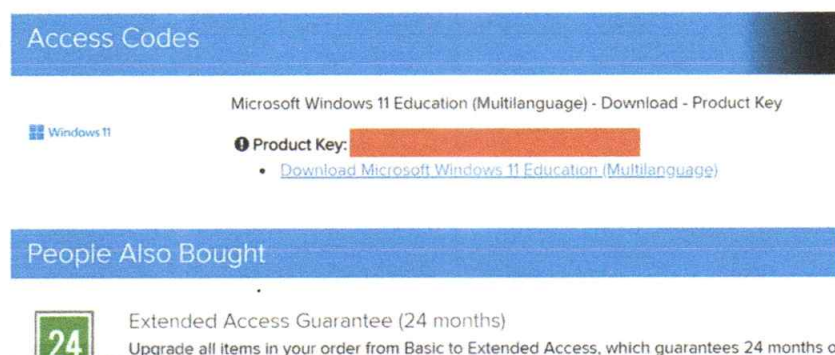 Access Codes
Microsoft Windows 11 Education (Multilanguage) - Download - Product Key
Windows 11
Product Key:
Download Microsoft Windows 11 Education (Multilanguage)
People Also Bought
24
Extended Access Guarantee (24 months)
Upgrade all items in your order from Basic to Extended Access, which guarantees 24 months